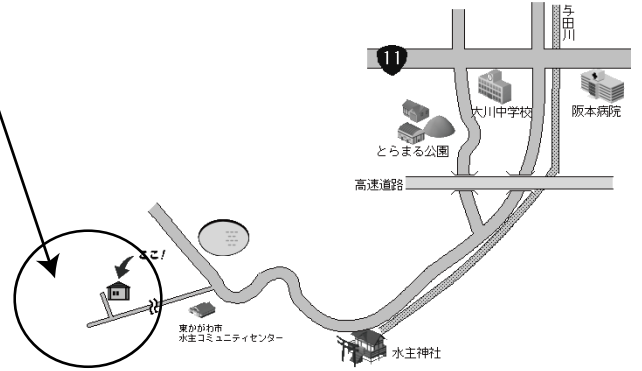 与田川
11
大川中学校
阪本病院
とらまる公園
高速道路
ここ!
東かがわ市
水主コミュニティセンター
水主神社